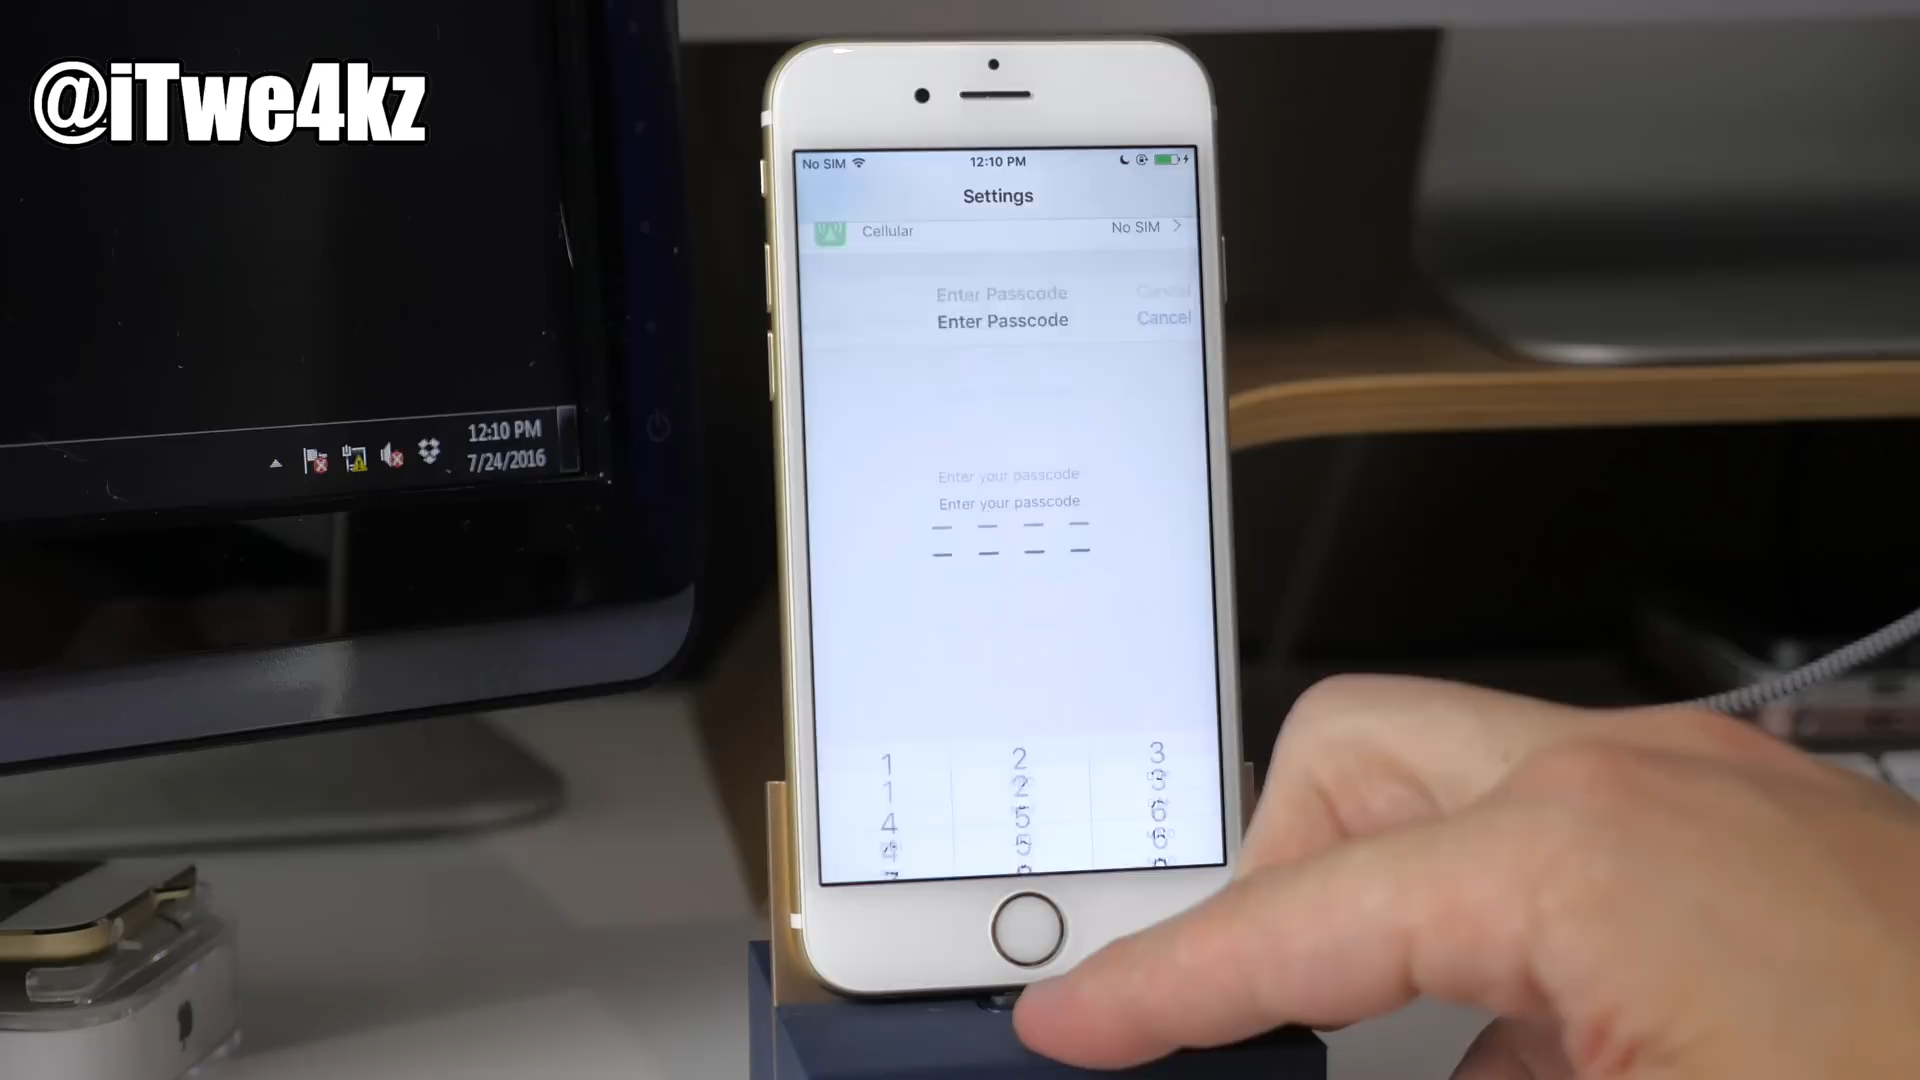 @iTwe4kz
No SIM
12:10 PM
Settings
Cellular
No SIM
Enter Passcode
Cancel
Enter Passcode
Cancel
Enter your passcode
Enter your passcode
1 2 3
1 2 3
4 5 6
4 5 6
12:10 PM
7/24/2016